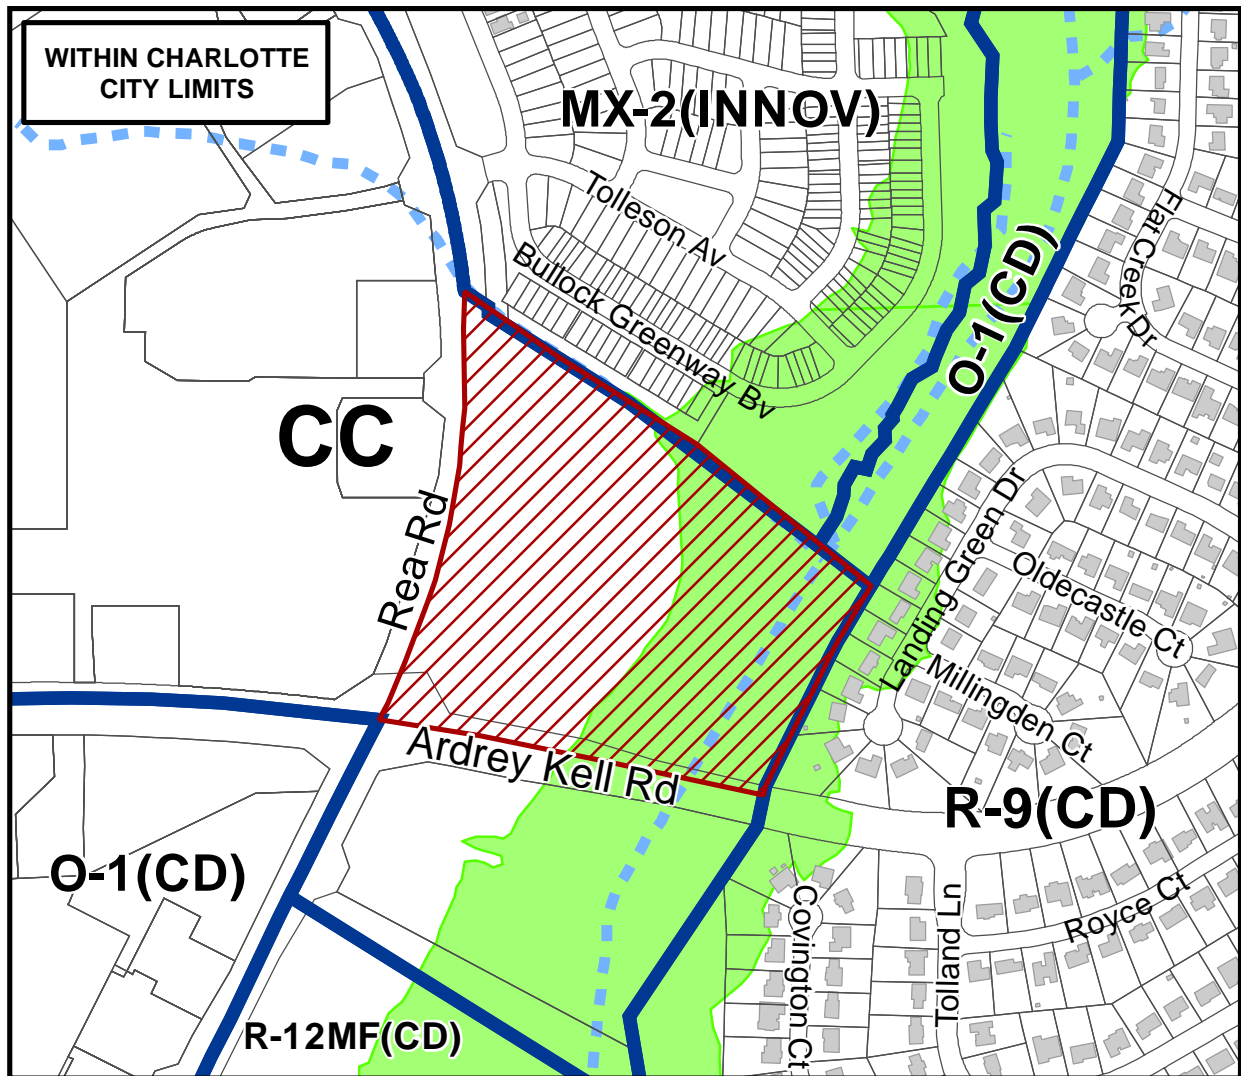 WITHIN CHARLOTTE
CITY LIMITS
MX-2(INNOV)
Tolleson Av
Bullock Greenway Bv
Flat Creek Dr
O-1(CD)
CC
Rea Rd
Landing Green Dr
Oldecastle Ct
Millingden Ct
Ardrey Kell Rd
R-9(CD)
O-1(CD)
Covington Ct
Tolland Ln
Royce Ct
R-12MF(CD)